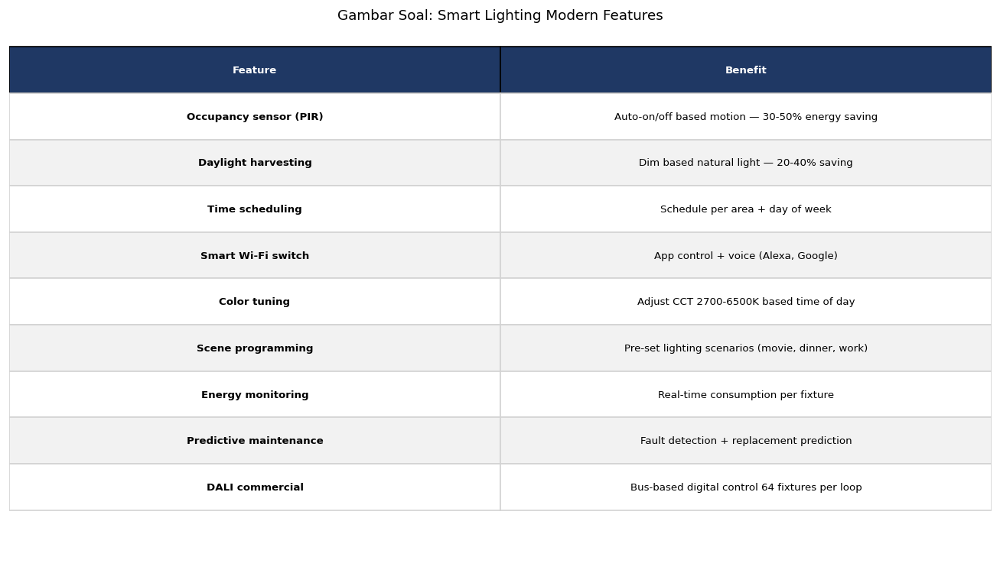 Gambar Soal: Smart Lighting Modern Features
Feature Benefit
Occupancy sensor (PIR) Auto-on/off based motion — 30-50% energy saving
Daylight harvesting Dim based natural light — 20-40% saving
Time scheduling Schedule per area + day of week
Smart Wi-Fi switch App control + voice (Alexa, Google)
Color tuning Adjust CCT 2700-6500K based time of day
Scene programming Pre-set lighting scenarios (movie, dinner, work)
Energy monitoring Real-time consumption per fixture
Predictive maintenance Fault detection + replacement prediction
DALI commercial Bus-based digital control 64 fixtures per loop